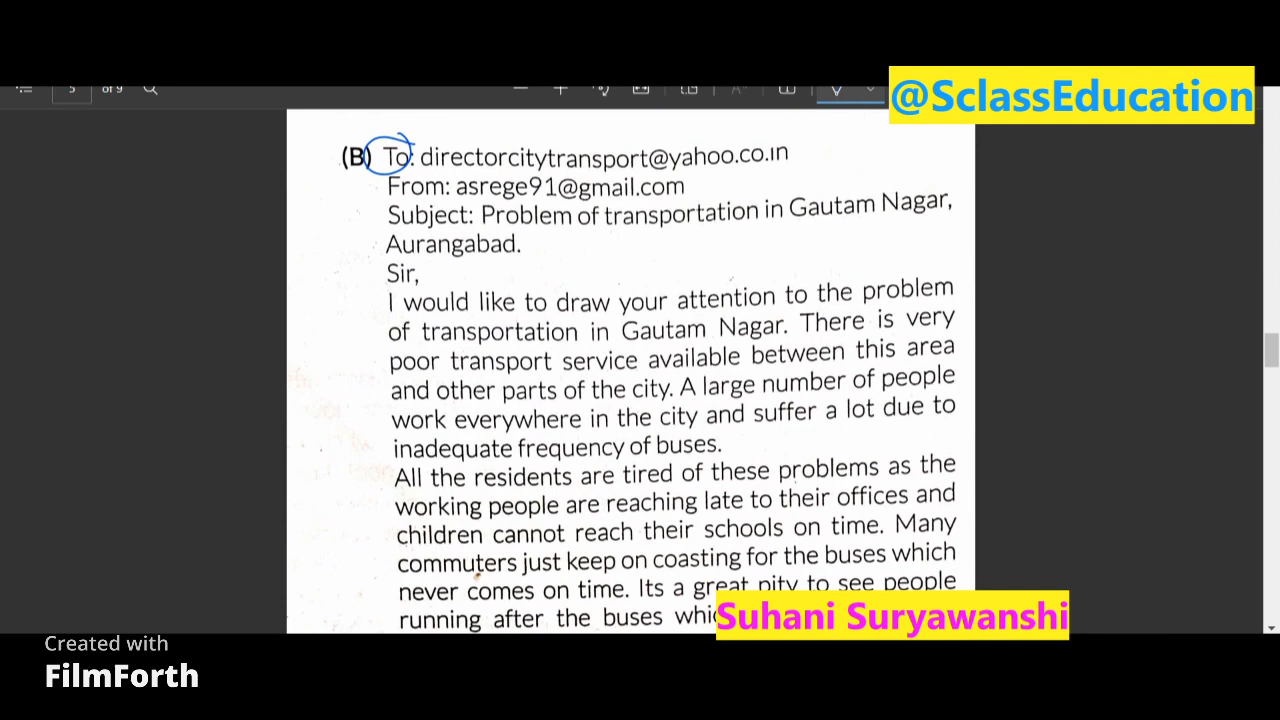 5 of 9
@SclassEducation
(B) To: directorcitytransport@yahoo.co.in
From: asrege91@gmail.com
Subject: Problem of transportation in Gautam Nagar,
Aurangabad.
Sir,
I would like to draw your attention to the problem
of transportation in Gautam Nagar. There is very
poor transport service available between this area
and other parts of the city. A large number of people
work everywhere in the city and suffer a lot due to
inadequate frequency of buses.
All the residents are tired of these problems as the
working people are reaching late to their offices and
children cannot reach their schools on time. Many
commuters just keep on coasting for the buses which
never comes on time. Its a great pity to see people
running after the buses
Suhani Suryawanshi
Created with
FilmForth